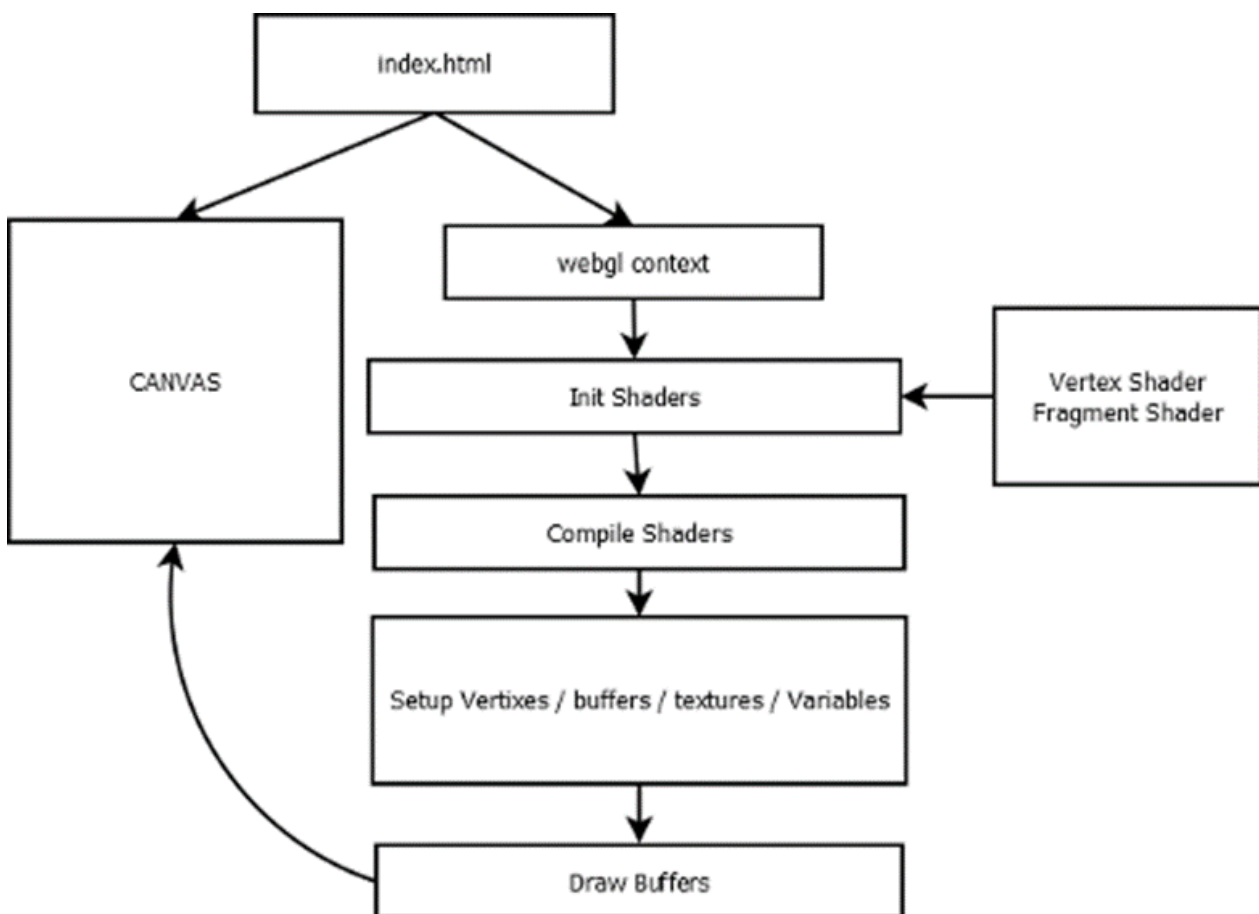 index.html
webgl context
CANVAS
Init Shaders
Vertex Shader
Fragment Shader
Compile Shaders
Setup Vertixes / buffers / textures / Variables
Draw Buffers